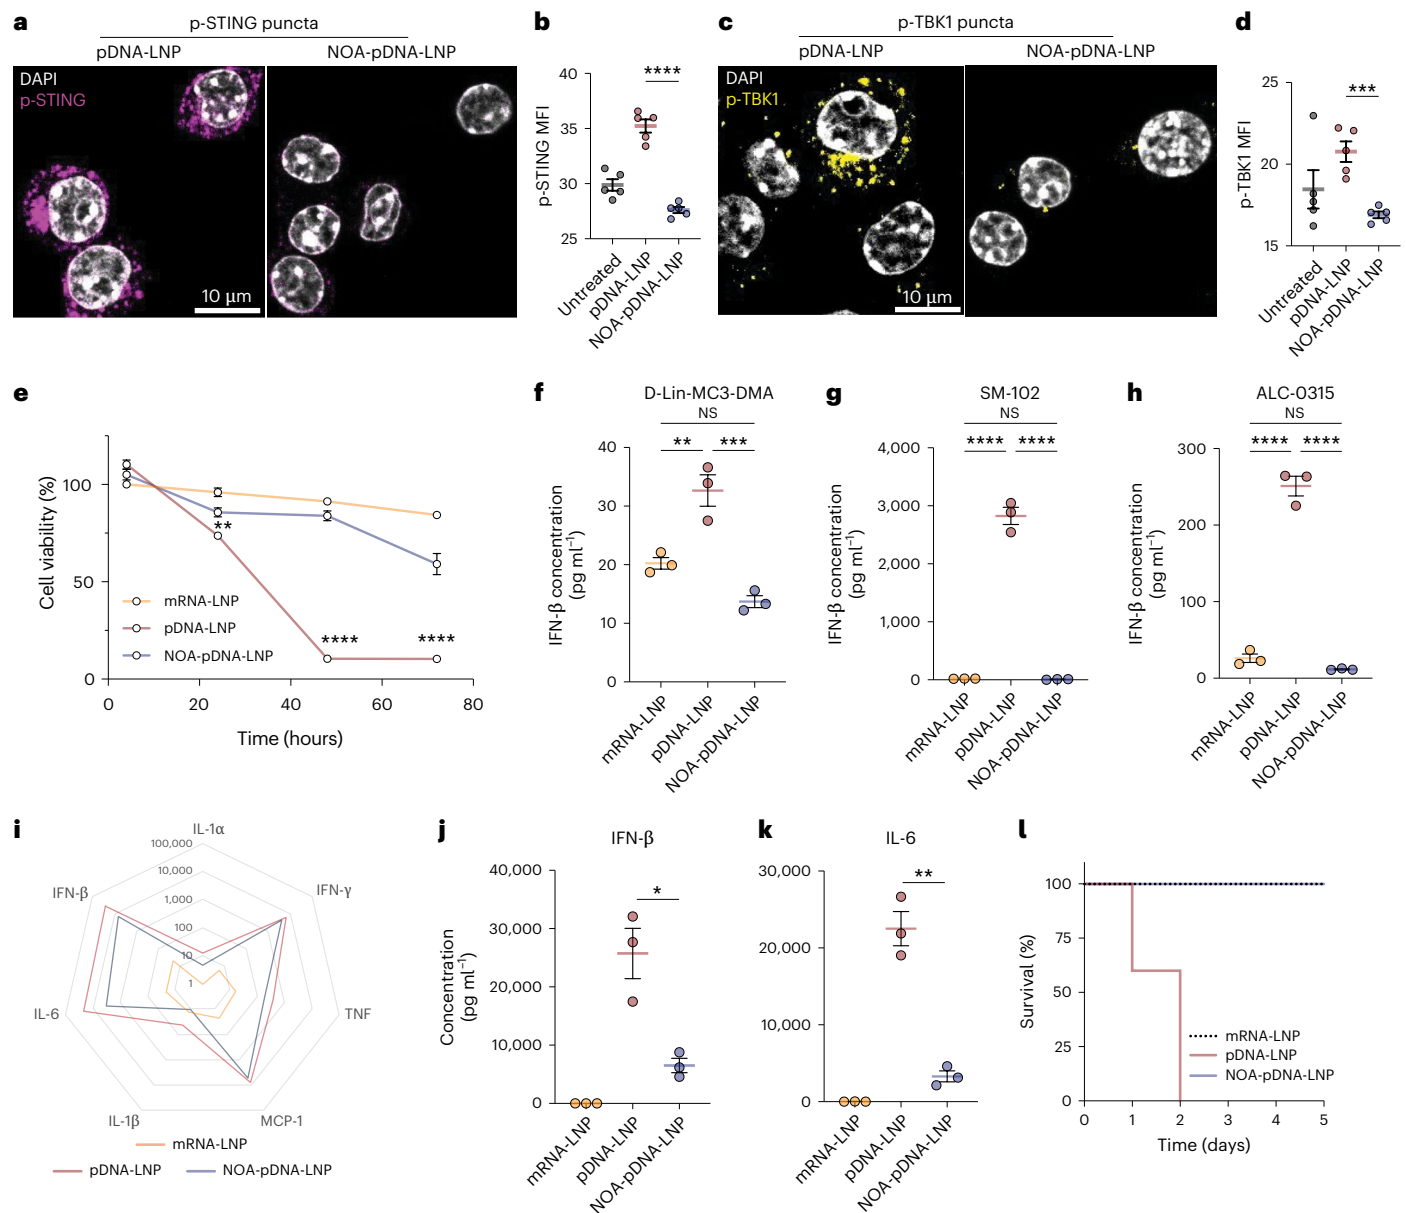 a
p-STING puncta
pDNA-LNP
NOA-pDNA-LNP
DAPI
p-STING
10 µm
b
p-STING MFI
40
35
30
25
****
Untreated
pDNA-LNP
NOA-pDNA-LNP
c
p-TBK1 puncta
pDNA-LNP
NOA-pDNA-LNP
DAPI
p-TBK1
10 µm
d
p-TBK1 MFI
25
20
15
***
Untreated
pDNA-LNP
NOA-pDNA-LNP
e
Cell viability (%)
100
50
0
**
****
****
mRNA-LNP
pDNA-LNP
NOA-pDNA-LNP
0
20
40
60
80
Time (hours)
f
D-Lin-MC3-DMA
NS
**
***
IFN-β concentration
(pg ml⁻¹)
40
30
20
10
0
mRNA-LNP
pDNA-LNP
NOA-pDNA-LNP
g
SM-102
NS
****
****
IFN-β concentration
(pg ml⁻¹)
4,000
3,000
2,000
1,000
0
mRNA-LNP
pDNA-LNP
NOA-pDNA-LNP
h
ALC-0315
NS
****
****
IFN-β concentration
(pg ml⁻¹)
300
200
100
0
mRNA-LNP
pDNA-LNP
NOA-pDNA-LNP
i
IL-1α
100,000
10,000
1,000
100
10
1
IFN-β
IFN-γ
IL-6
TNF
IL-1β
MCP-1
mRNA-LNP
pDNA-LNP
NOA-pDNA-LNP
j
IFN-β
*
Concentration
(pg ml⁻¹)
40,000
30,000
20,000
10,000
0
mRNA-LNP
pDNA-LNP
NOA-pDNA-LNP
k
IL-6
**
30,000
20,000
10,000
0
mRNA-LNP
pDNA-LNP
NOA-pDNA-LNP
l
Survival (%)
100
75
50
25
0
mRNA-LNP
pDNA-LNP
NOA-pDNA-LNP
0
1
2
3
4
5
Time (days)